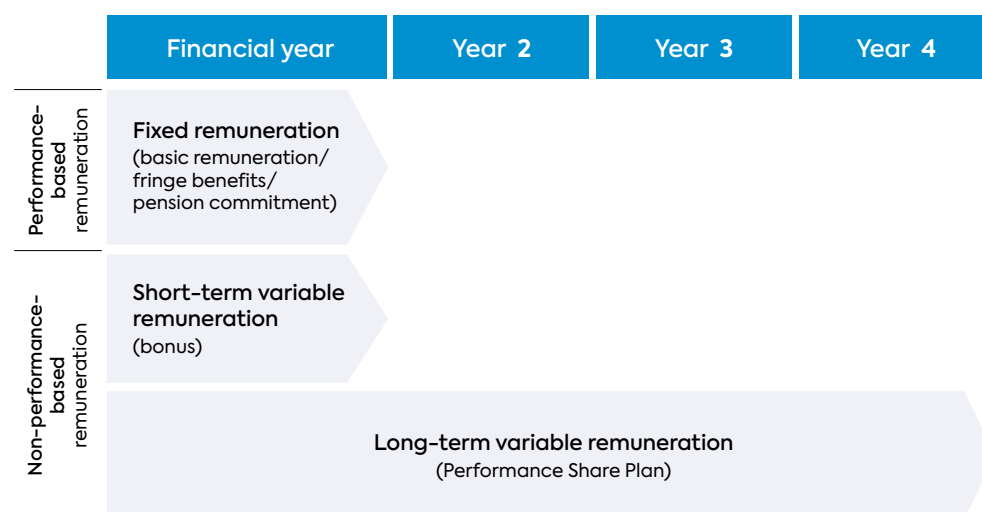 Financial year
Year 2
Year 3
Year 4
Performance-
based
remuneration
Fixed remuneration
(basic remuneration/
fringe benefits/
pension commitment)
Non-performance-
based
remuneration
Short-term variable
remuneration
(bonus)
Long-term variable remuneration
(Performance Share Plan)